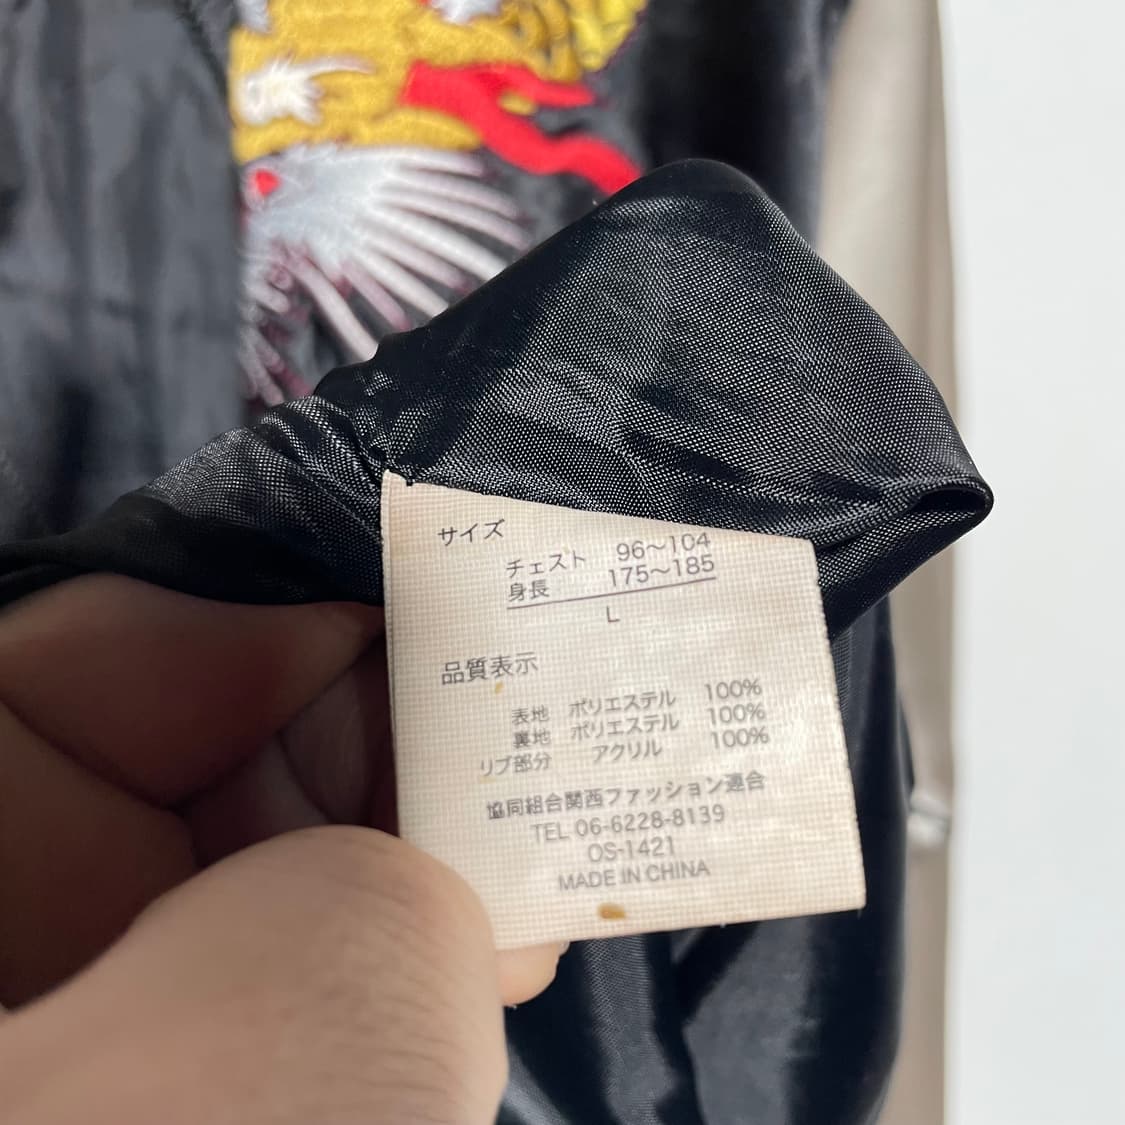 サイズ
チェスト 96〜104
身長 175〜185
L
品質表示
表地 ポリエステル 100%
裏地 ポリエステル 100%
リブ部分 アクリル 100%
協同組合関西ファッション連合
TEL 06-6228-8139
OS-1421
MADE IN CHINA